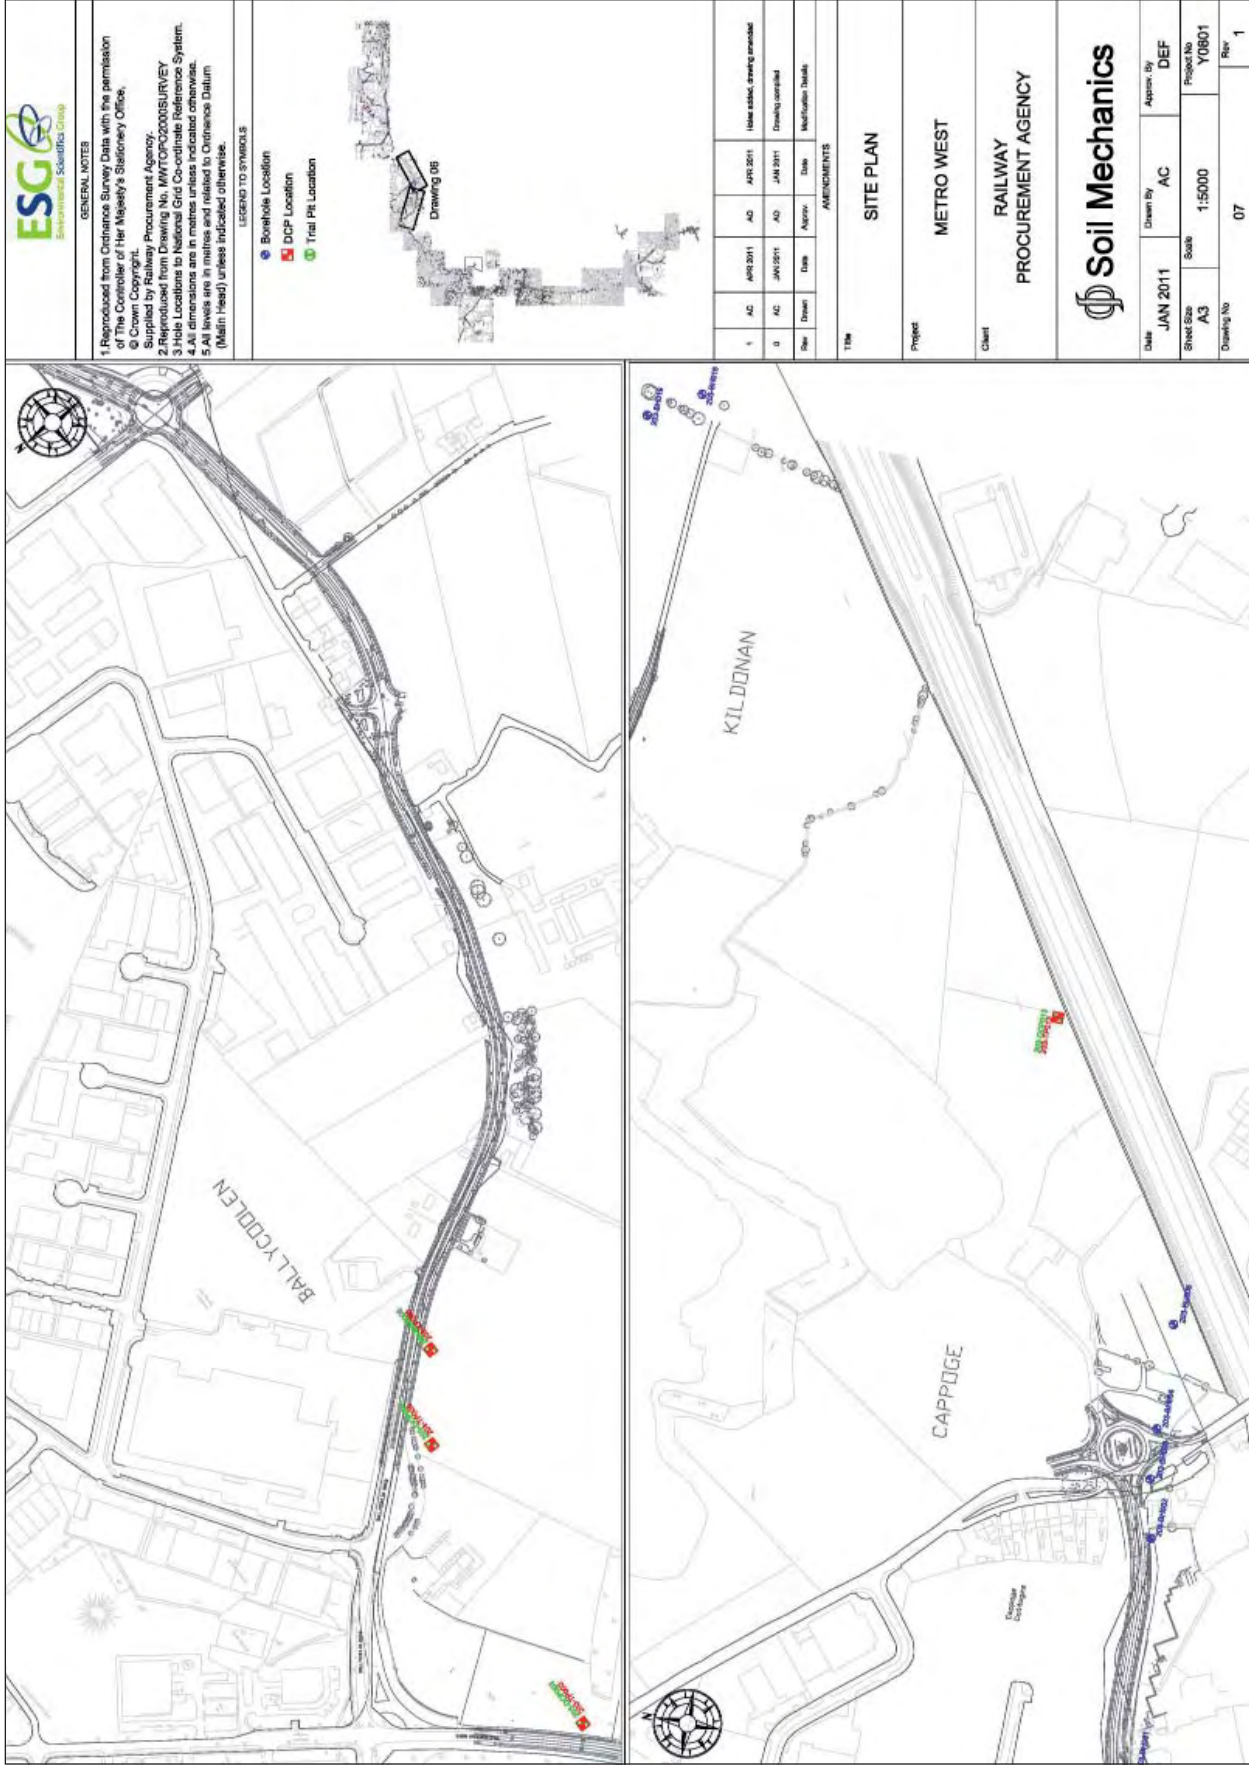 ESG
Environmental Scientifics Group
GENERAL NOTES
1.Reproduced from Ordnance Survey Data with the permission
of The Controller of Her Majesty's Stationery Office,
© Crown Copyright.
Supplied by Railway Procurement Agency.
2.Reproduced from Drawing No. MWTOPO2000SURVEY
3.Hole Locations to National Grid Co-ordinate Reference System.
4.All dimensions are in metres unless indicated otherwise.
5.All levels are in metres and related to Ordnance Datum
(Malin Head) unless indicated otherwise.
LEGEND TO SYMBOLS
Borehole Location
DCP Location
Trial Pit Location
Drawing 06
1 AC APR 2011 AD APR 2011 Holes added, drawing amended
0 AC JAN 2011 AD JAN 2011 Drawing compiled
Rev Drawn Date Approv. Date Modification Details
AMENDMENTS
Title
SITE PLAN
Project
METRO WEST
Client
RAILWAY
PROCUREMENT AGENCY
Soil Mechanics
Date Drawn By Approv. By
JAN 2011 AC DEF
Sheet Size Scale Project No
A3 1:5000 Y0801
Drawing No Rev
07 1
N
BALLYCOOLEN
N
KILDONAN
CAPPOGE
Cappoge
Cottages